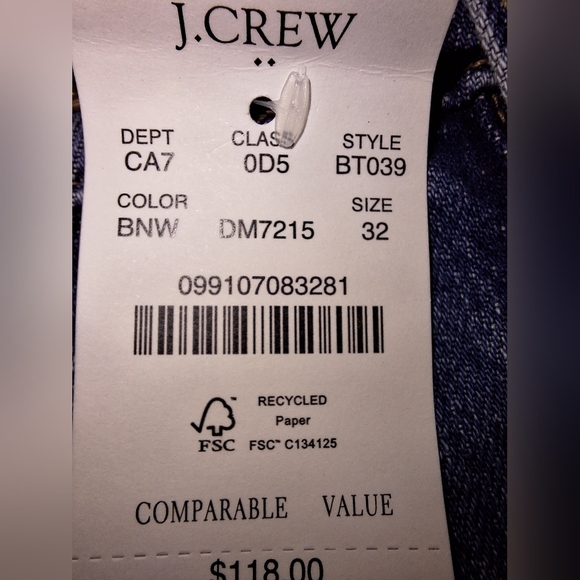 J.CREW
DEPT CLASS STYLE
CA7 0D5 BT039
COLOR SIZE
BNW DM7215 32
099107083281
RECYCLED
Paper
FSC FSC™ C134125
COMPARABLE VALUE
$118.00